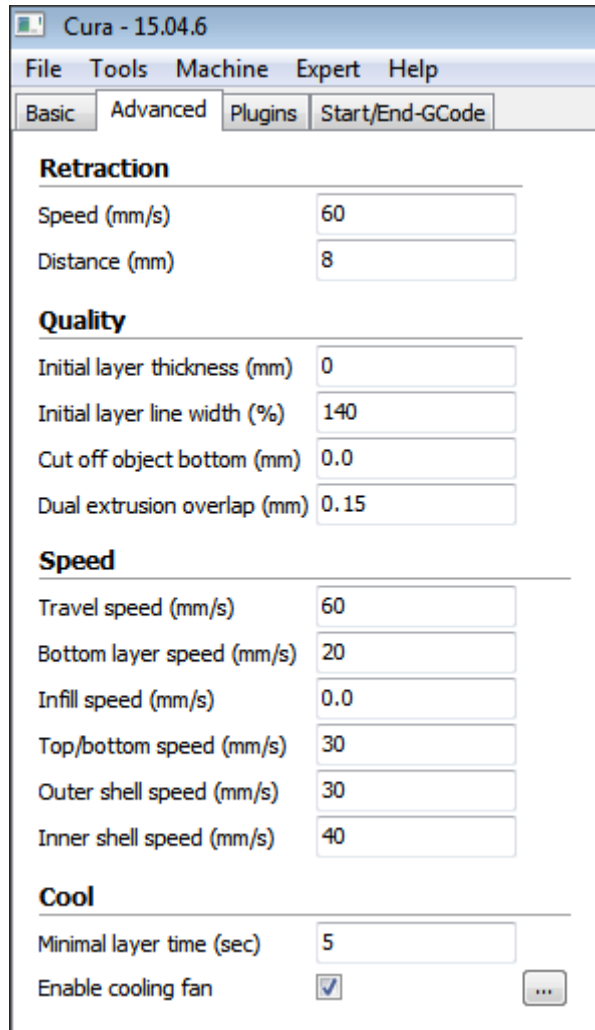 Cura - 15.04.6
File Tools Machine Expert Help
Basic Advanced Plugins Start/End-GCode
Retraction
Speed (mm/s) 60
Distance (mm) 8
Quality
Initial layer thickness (mm) 0
Initial layer line width (%) 140
Cut off object bottom (mm) 0.0
Dual extrusion overlap (mm) 0.15
Speed
Travel speed (mm/s) 60
Bottom layer speed (mm/s) 20
Infill speed (mm/s) 0.0
Top/bottom speed (mm/s) 30
Outer shell speed (mm/s) 30
Inner shell speed (mm/s) 40
Cool
Minimal layer time (sec) 5
Enable cooling fan ...